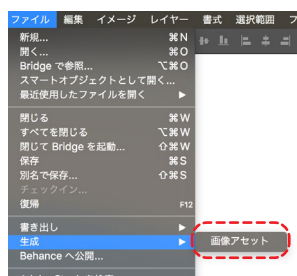 ファイル 編集 イメージ レイヤー 書式 選択範囲 フ
新規... ⌘N
開く... ⌘O
Bridge で参照... ⌥⌘O
スマートオブジェクトとして開く...
最近使用したファイルを開く ▶
閉じる ⌘W
すべてを閉じる ⌥⌘W
閉じて Bridge を起動... ⇧⌘W
保存 ⌘S
別名で保存... ⇧⌘S
チェックイン...
復帰 F12
書き出し ▶
生成 ▶ 画像アセット
Behance へ公開...